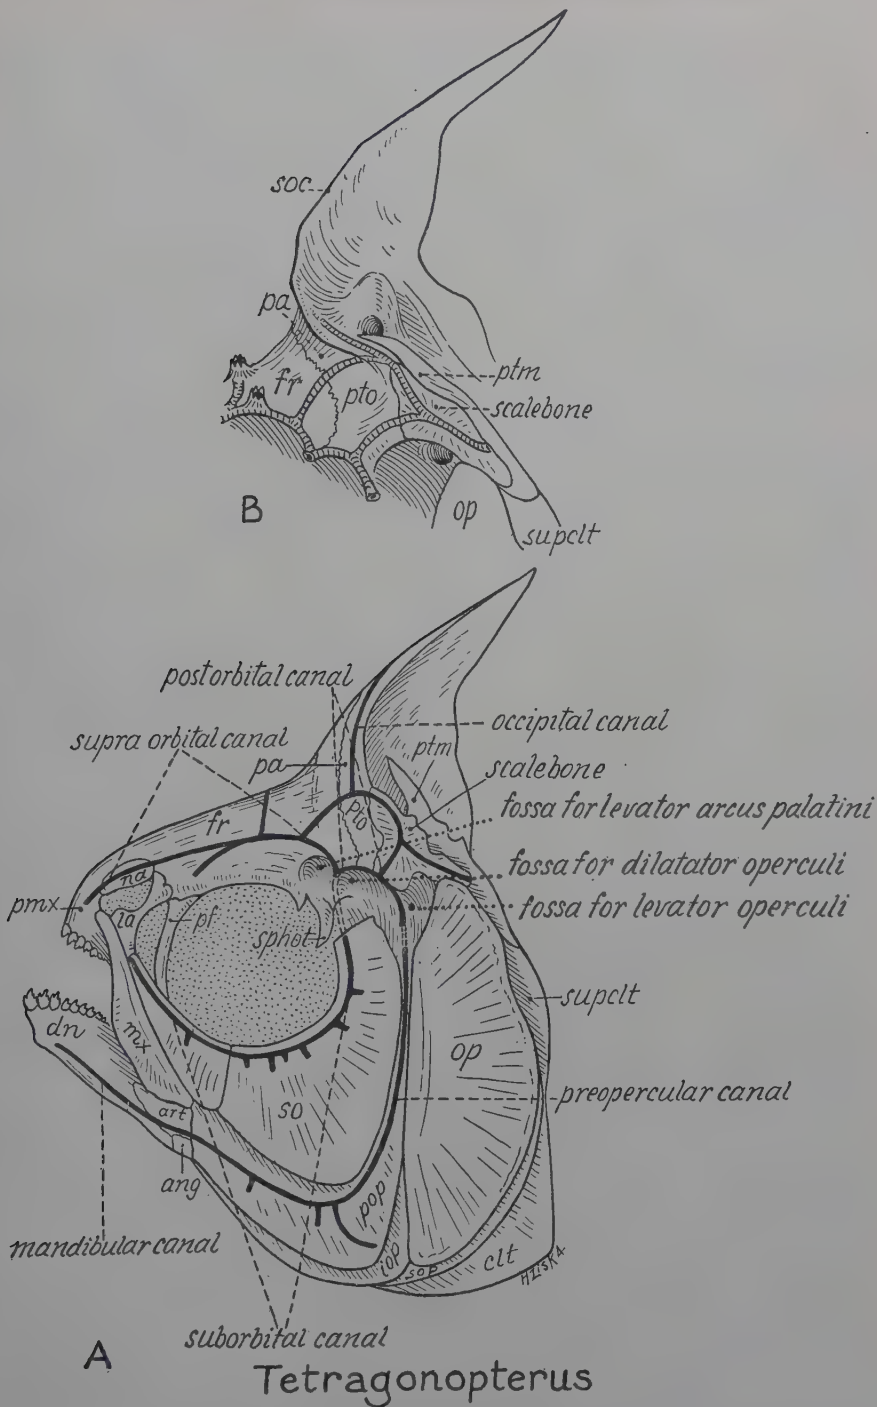 soc
pa
fr
pto
ptm
scalebone
B
op
supclt
postorbital canal
occipital canal
supra orbital canal
ptm
pa
scalebone
fossa for levator arcus palatini
fr
pto
fossa for dilatator operculi
na
pmx
la
pf
fossa for levator operculi
sphot
supclt
dn
mx
op
so
preopercular canal
art
ang
pop
mandibular canal
iop
sop
clt
HZISKA
suborbital canal
A
Tetragonopterus